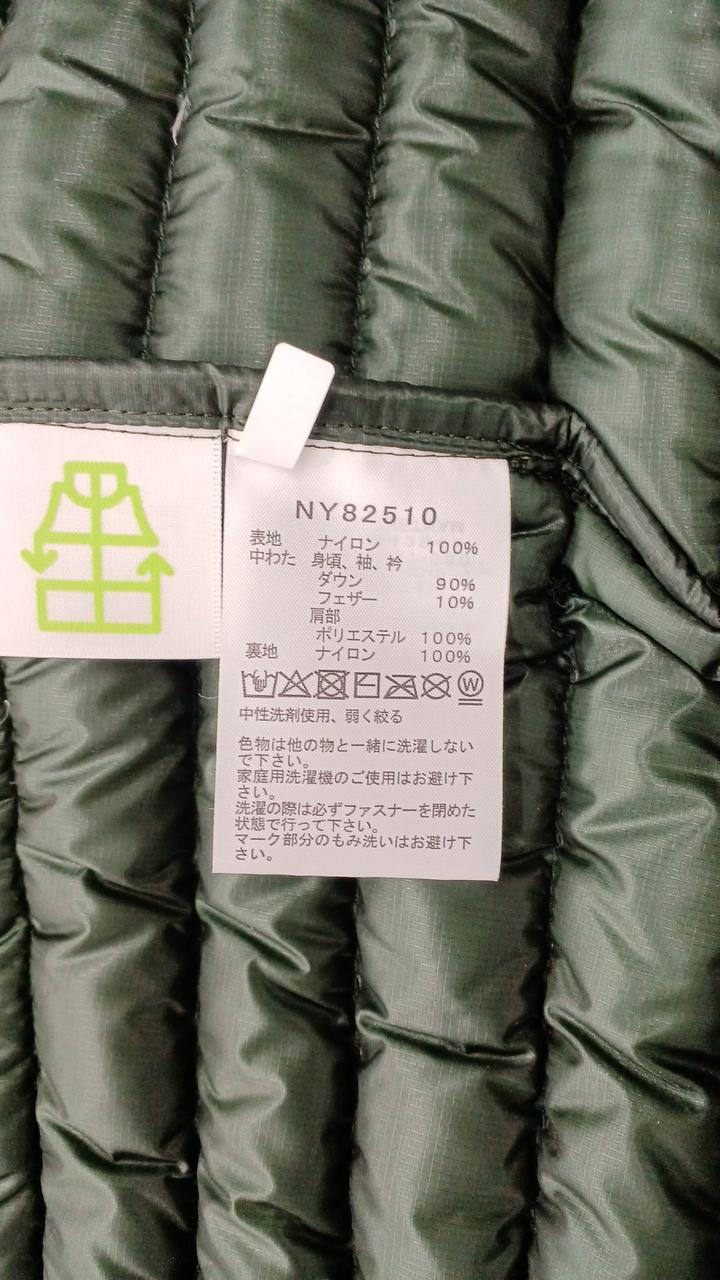 NY82510
表地 ナイロン 100%
中わた 身頃、袖、衿
ダウン 90%
フェザー 10%
肩部
ポリエステル 100%
裏地 ナイロン 100%
W
中性洗剤使用、弱く絞る
色物は他の物と一緒に洗濯しない
で下さい。
家庭用洗濯機のご使用はお避け下
さい。
洗濯の際は必ずファスナーを閉めた
状態で行って下さい。
マーク部分のもみ洗いはお避け下
さい。